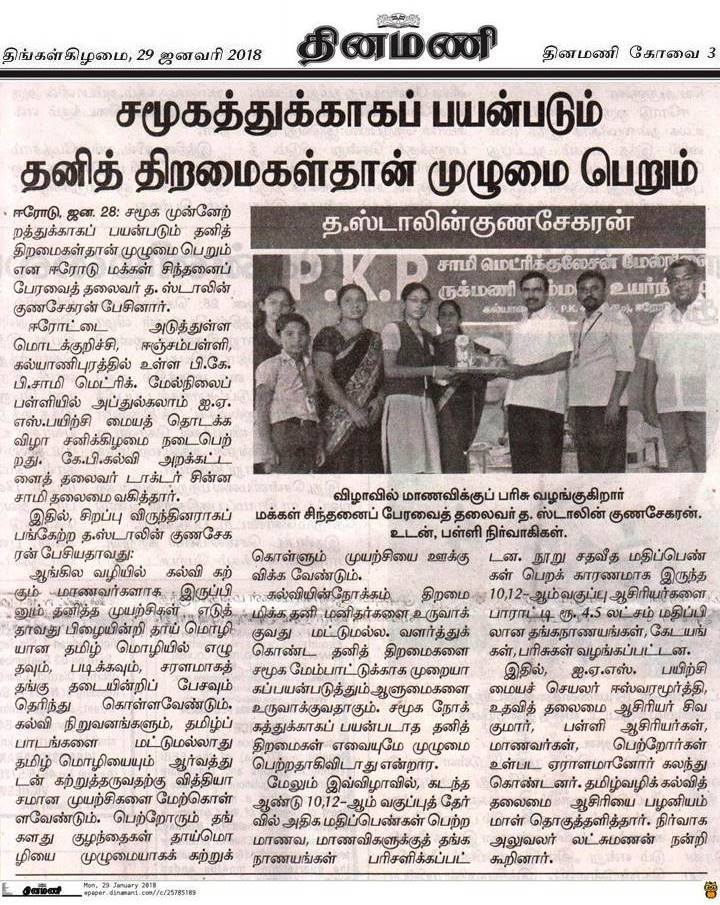 திங்கள்கிழமை, 29 ஜனவரி 2018
தினமணி
தினமணி கோவை 3
சமூகத்துக்காகப் பயன்படும்
தனித் திறமைகள்தான் முழுமை பெறும்
ஈரோடு, ஜன. 28: சமூக முன்னேற்
றத்துக்காகப் பயன்படும் தனித்
திறமைகள்தான் முழுமை பெறும்
என ஈரோடு மக்கள் சிந்தனைப்
பேரவைத் தலைவர் த. ஸ்டாலின்
குணசேகரன் பேசினார்.
ஈரோட்டை அடுத்துள்ள
மொடக்குறிச்சி, ஈஞ்சம்பள்ளி,
கல்யாணிபுரத்தில் உள்ள பி.கே.
பி.சாமி மெட்ரிக். மேல்நிலைப்
பள்ளியில் அப்துல்கலாம் ஐ.ஏ.
எஸ்.பயிற்சி மையத் தொடக்க
விழா சனிக்கிழமை நடைபெற்
றது. கே.பி.கல்வி அறக்கட்ட
ளைத் தலைவர் டாக்டர் சின்ன
சாமி தலைமை வகித்தார்.
இதில், சிறப்பு விருந்தினராகப்
பங்கேற்ற த.ஸ்டாலின் குணசேக
ரன் பேசியதாவது:
ஆங்கில வழியில் கல்வி கற்
கும் மாணவர்களாக இருப்பி
னும் தனித்த முயற்சிகள் எடுத்
தாவது பிழையின்றி தாய் மொழி
யான தமிழ் மொழியில் எழு
தவும், படிக்கவும், சரளமாகத்
தங்கு தடையின்றிப் பேசவும்
தெரிந்து கொள்ளவேண்டும்.
கல்வி நிறுவனங்களும், தமிழ்ப்
பாடங்களை மட்டுமல்லாது
தமிழ் மொழியையும் ஆர்வத்து
டன் கற்றுத்தருவதற்கு வித்தியா
சமான முயற்சிகளை மேற்கொள்
ளவேண்டும். பெற்றோரும் தங்
களது குழந்தைகள் தாய்மொ
ழியை முழுமையாகக் கற்றுக்
த.ஸ்டாலின்குணசேகரன்
P.K.P சாமி மெட்ரிக்குலேசன்
ருக்மணி உயர்நி
விழாவில் மாணவிக்குப் பரிசு வழங்குகிறார்
மக்கள் சிந்தனைப் பேரவைத் தலைவர் த. ஸ்டாலின் குணசேகரன்.
உடன், பள்ளி நிர்வாகிகள்.
கொள்ளும் முயற்சியை ஊக்கு
விக்க வேண்டும்.
கல்வியின்நோக்கம் திறமை
மிக்க தனி மனிதர்களை உருவாக்
குவது மட்டுமல்ல. வளர்த்துக்
கொண்ட தனித் திறமைகளை
சமூக மேம்பாட்டுக்காக முறையா
கப்பயன்படுத்தும்ஆளுமைகளை
உருவாக்குவதாகும். சமூக நோக்
கத்துக்காகப் பயன்படாத தனித்
திறமைகள் எவையுமே முழுமை
பெற்றதாகிவிடாது என்றார.
மேலும் இவ்விழாவில், கடந்த
ஆண்டு 10,12-ஆம் வகுப்புத் தேர்
வில் அதிக மதிப்பெண்கள் பெற்ற
மாணவ, மாணவிகளுக்குத் தங்க
நாணயங்கள் பரிசளிக்கப்பட்
டன. நூறு சதவீத மதிப்பெண்
கள் பெறக் காரணமாக இருந்த
10,12-ஆம்வகுப்பு ஆசிரியர்களை
பாராட்டி ரூ. 4.5 லட்சம் மதிப்பி
லான தங்கநாணயங்கள், கேடயங்
கள், பரிசுகள் வழங்கப்பட்டன.
இதில், ஐ.ஏ.எஸ். பயிற்சி
மையச் செயலர் ஈஸ்வரமூர்த்தி,
உதவித் தலைமை ஆசிரியர் சிவ
குமார், பள்ளி ஆசிரியர்கள்,
மாணவர்கள், பெற்றோர்கள்
உள்பட ஏராளமானோர் கலந்து
கொண்டனர். தமிழ்வழிக் கல்வித்
தலைமை ஆசிரியை பழனியம்
மாள் தொகுத்தளித்தார். நிர்வாக
அலுவலர் லட்சுமணன் நன்றி
கூறினார்.
தினமணி
Mon, 29 January 2018
epaper.dinamani.com//c/25785189